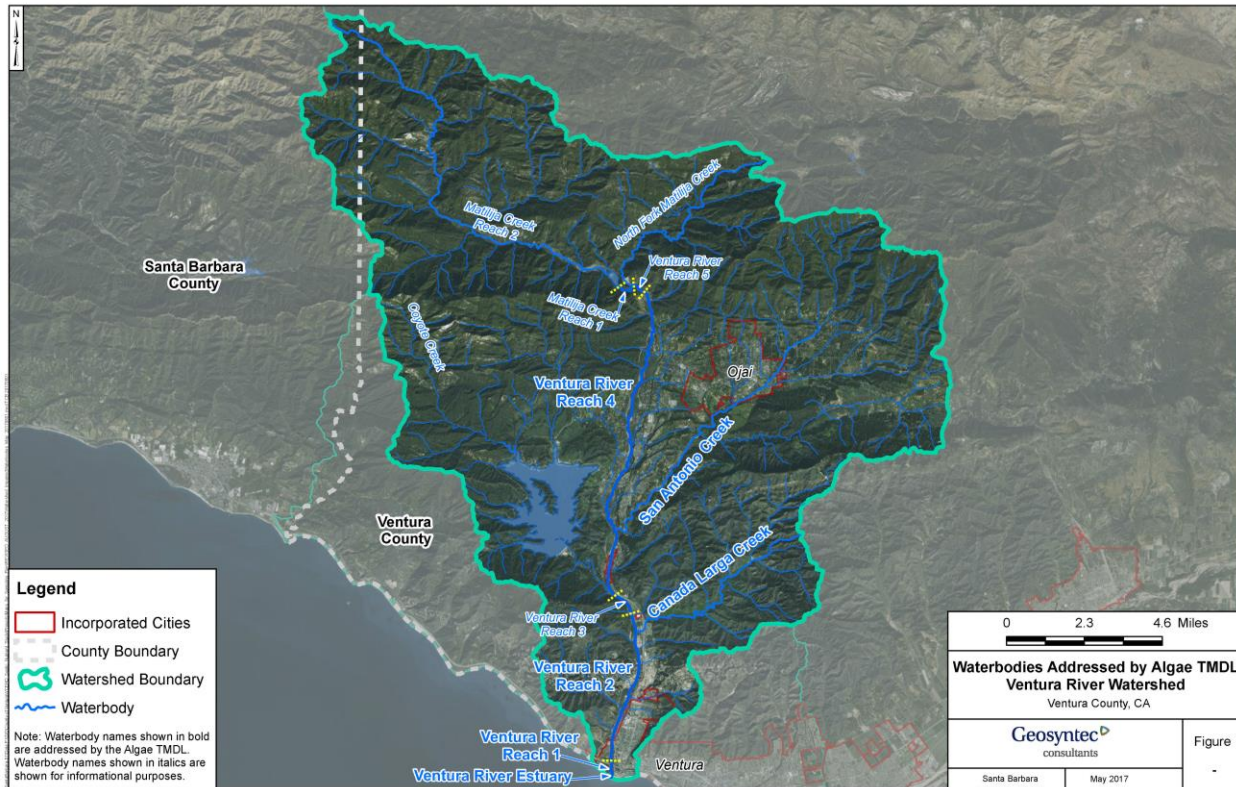 N
North Fork Matilija Creek
Matilija Creek
Reach 2
Ventura River
Reach 5
Santa Barbara
County
Matilija Creek
Reach 1
Coyote Creek
Ojai
Ventura River
Reach 4
San Antonio Creek
Ventura
County
Canada Larga Creek
Ventura River
Reach 3
Ventura River
Reach 2
Ventura River
Reach 1
Ventura River Estuary
Ventura
Legend
Incorporated Cities
County Boundary
Watershed Boundary
Waterbody
Note: Waterbody names shown in bold
are addressed by the Algae TMDL.
Waterbody names shown in italics are
shown for informational purposes.
0 2.3 4.6 Miles
Waterbodies Addressed by Algae TMDL
Ventura River Watershed
Ventura County, CA
Geosyntec
consultants
Figure
-
Santa Barbara May 2017